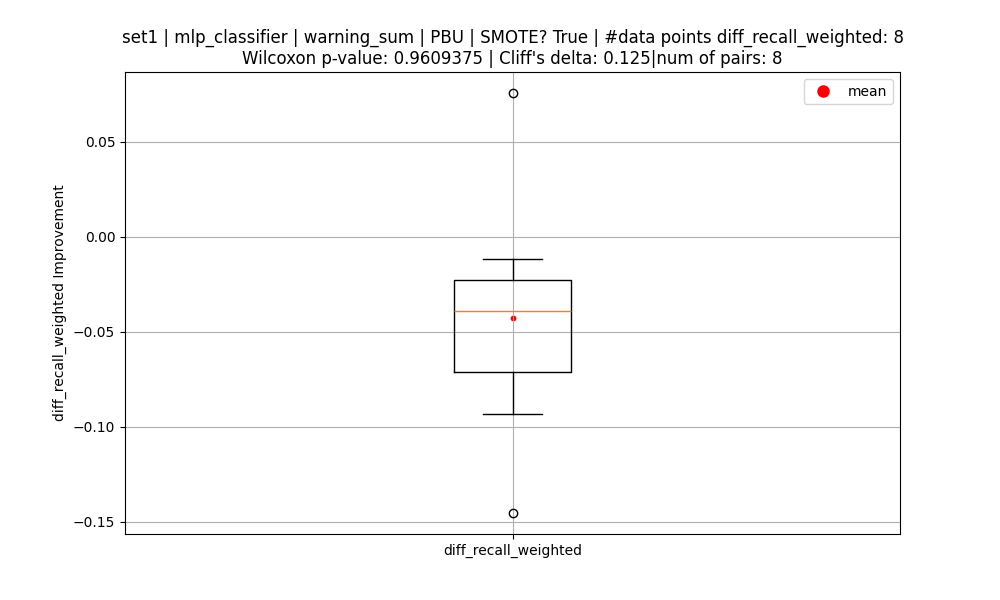 set1 | mlp_classifier | warning_sum | PBU | SMOTE? True | #data points diff_recall_weighted: 8
Wilcoxon p-value: 0.9609375 | Cliff's delta: 0.125|num of pairs: 8
mean
0.05
0.00
−0.05
−0.10
−0.15
diff_recall_weighted Improvement
diff_recall_weighted